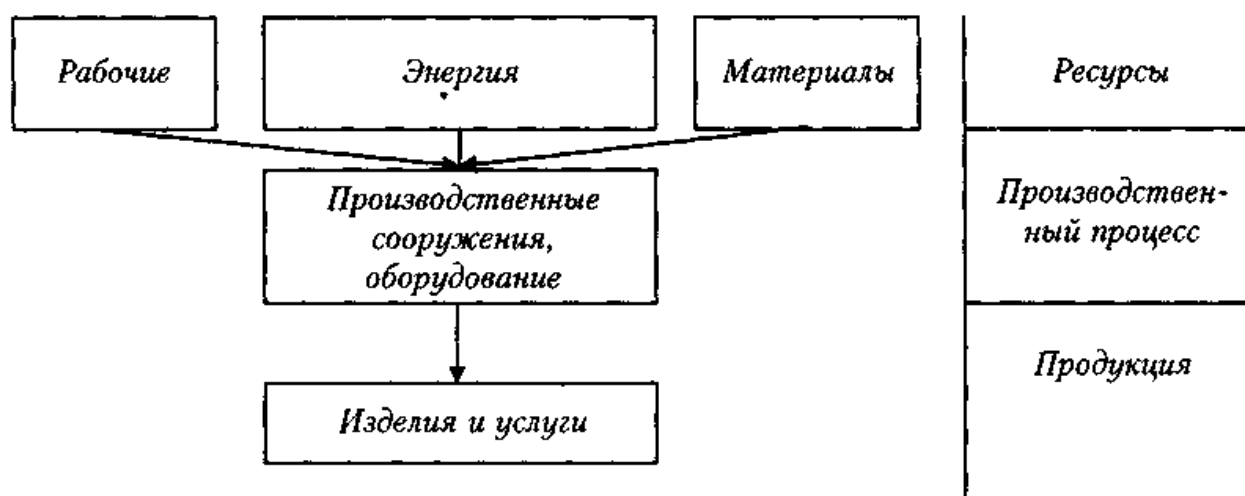 Рабочие
Энергия
Материалы
Ресурсы
Производственные
сооружения,
оборудование
Производствен-
ный процесс
Изделия и услуги
Продукция